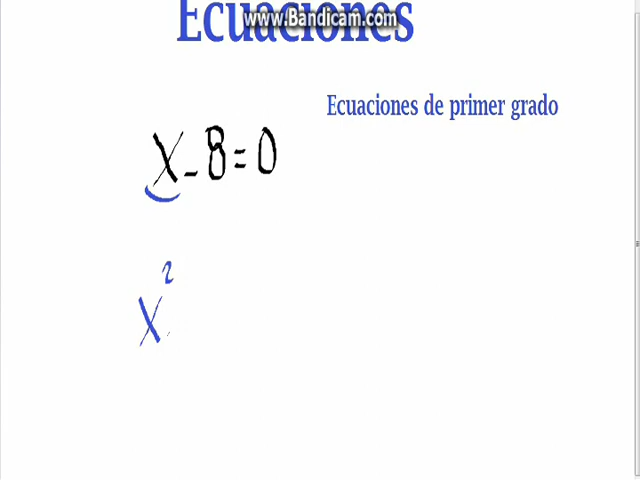 www.Bandicam.com
Ecuaciones
Ecuaciones de primer grado
x - 8 = 0
x²